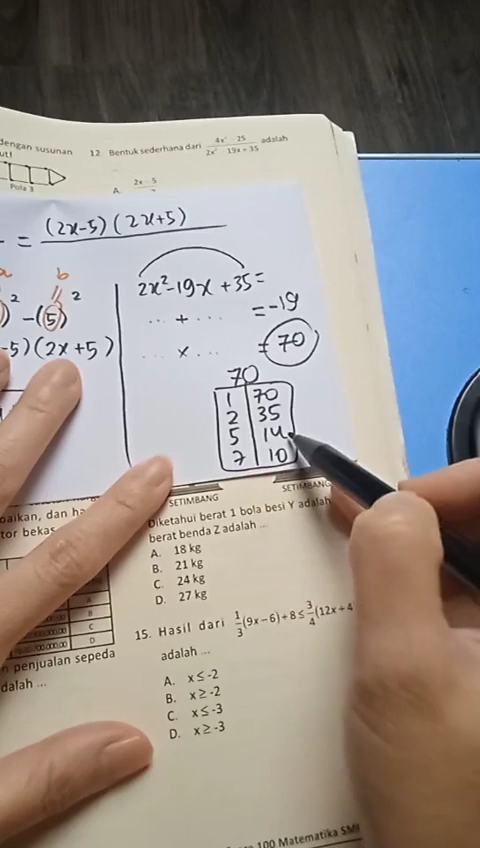 dengan susunan
ut!
Pola 3
12. Bentuk sederhana dari (4x² - 25)/(2x² - 19x + 35) adalah
A. 2x - 5
= (2x-5)(2x+5)
a b
)² -(5)²
-5)(2x+5)
2x²-19x+35=
... + ... = -19
... × ... = 70
70
1 70
2 35
5 14
7 10
SETIMBANG SETIMBANG
baikan, dan ha
tor bekas
A
B
C
D
n penjualan sepeda
dalah ...
Diketahui berat 1 bola besi Y adalah
berat benda Z adalah ...
A. 18 kg
B. 21 kg
C. 24 kg
D. 27 kg
15. Hasil dari 1/3(9x - 6) + 8 ≤ 3/4(12x + 4
adalah ...
A. x ≤ -2
B. x ≥ -2
C. x ≤ -3
D. x ≥ -3
100 Matematika SM